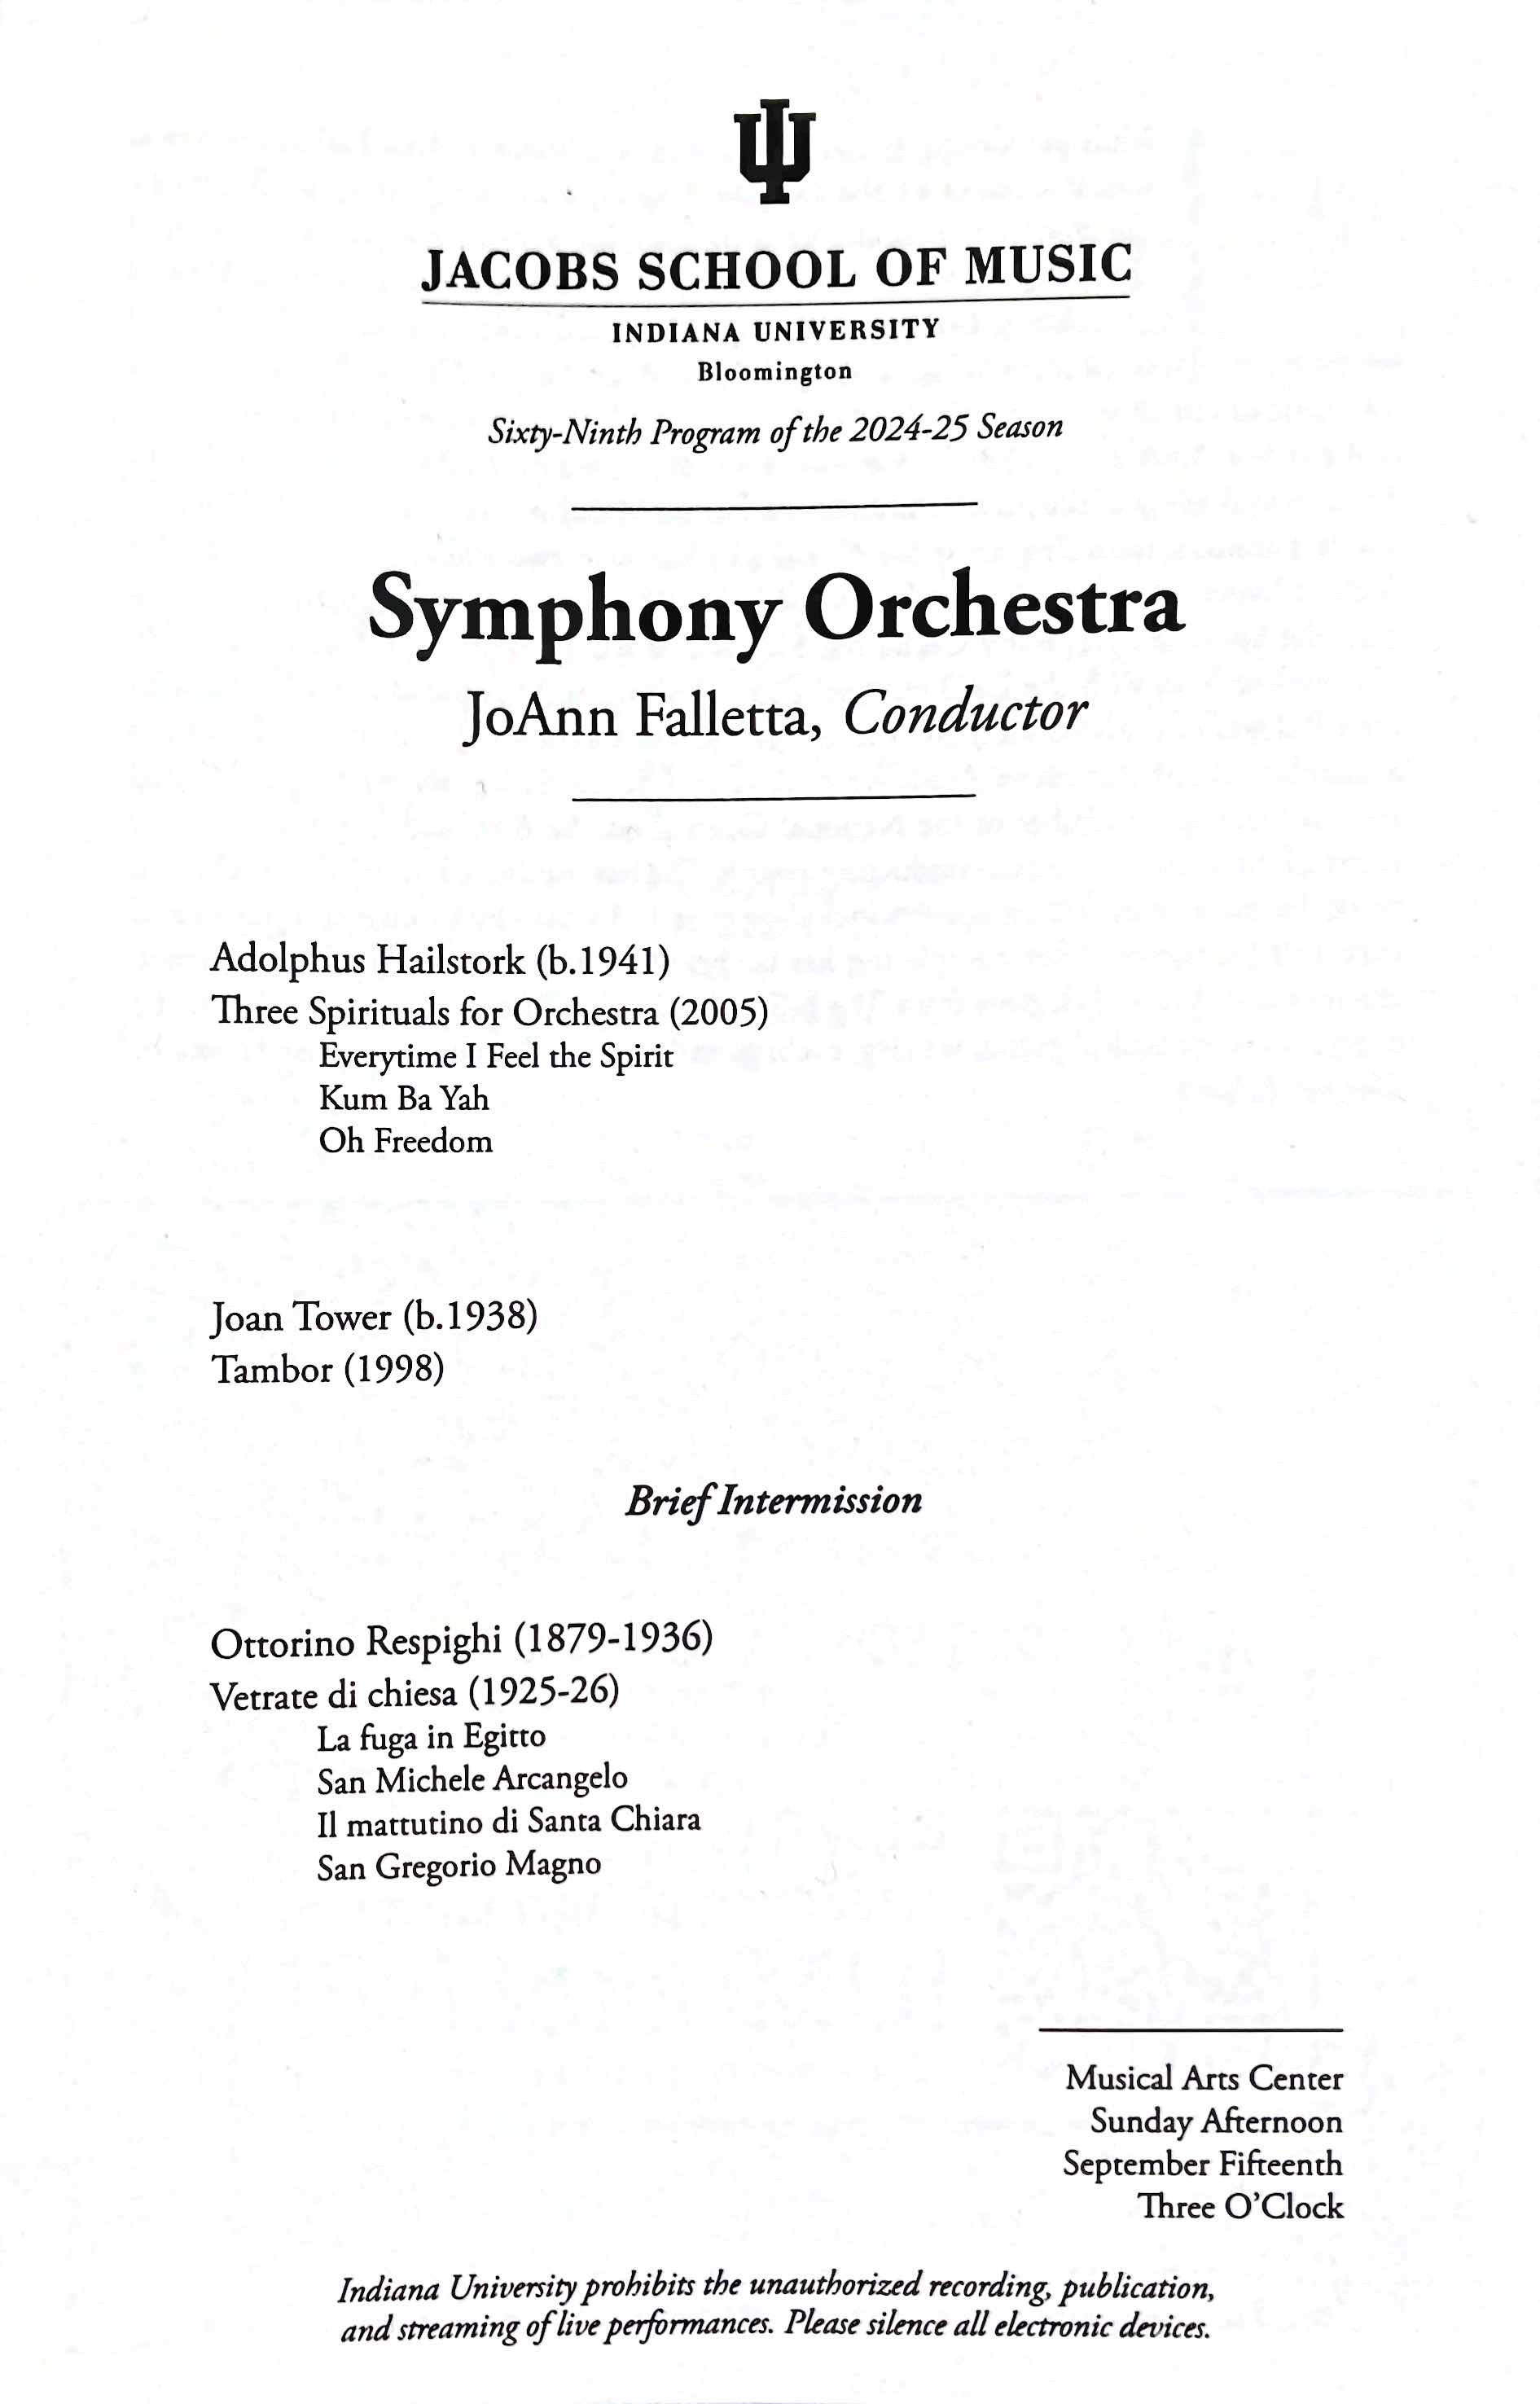 JACOBS SCHOOL OF MUSIC
INDIANA UNIVERSITY
Bloomington
Sixty-Ninth Program of the 2024-25 Season
Symphony Orchestra
JoAnn Falletta, Conductor
Adolphus Hailstork (b.1941)
Three Spirituals for Orchestra (2005)
Everytime I Feel the Spirit
Kum Ba Yah
Oh Freedom
Joan Tower (b.1938)
Tambor (1998)
Brief Intermission
Ottorino Respighi (1879-1936)
Vetrate di chiesa (1925-26)
La fuga in Egitto
San Michele Arcangelo
Il mattutino di Santa Chiara
San Gregorio Magno
Musical Arts Center
Sunday Afternoon
September Fifteenth
Three O'Clock
Indiana University prohibits the unauthorized recording, publication,
and streaming of live performances. Please silence all electronic devices.